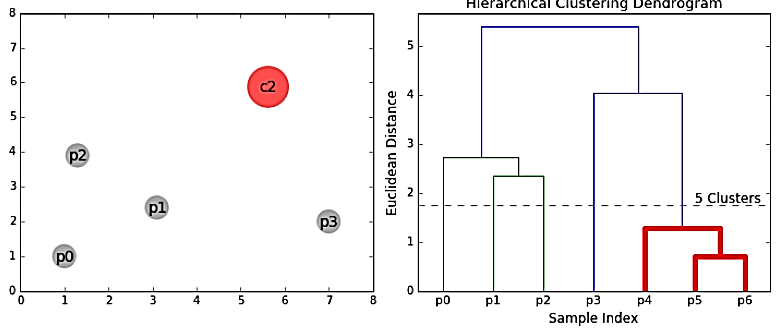 Hierarchical Clustering Dendrogram
8
7
6
5
4
3
2
1
0
0 1 2 3 4 5 6 7 8
c2
p2
p1
p3
p0
Euclidean Distance
5
4
3
2
1
0
5 Clusters
p0 p1 p2 p3 p4 p5 p6
Sample Index